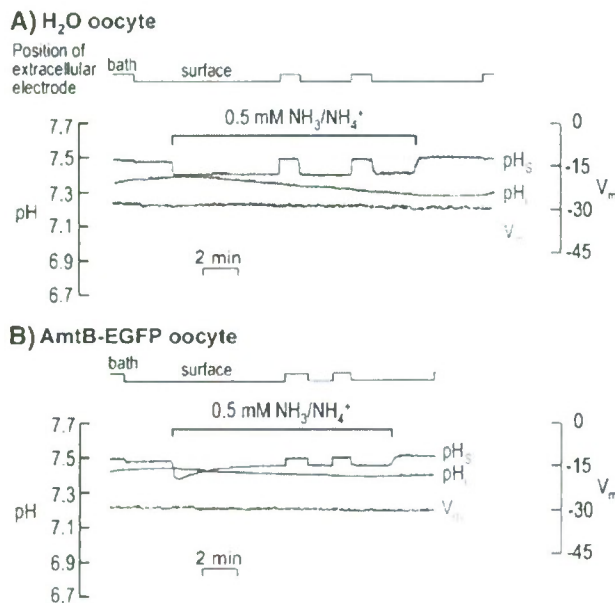 A) H₂O oocyte
Position of extracellular electrode
bath
surface
0.5 mM NH₃/NH₄⁺
7.7
7.5
7.3
7.1
6.9
6.7
pH
pHₛ
pHᵢ
Vₘ
2 min
0
-15
-30
-45
Vₘ
B) AmtB-EGFP oocyte
bath
surface
0.5 mM NH₃/NH₄⁺
7.7
7.5
7.3
7.1
6.9
6.7
pH
pHₛ
pHᵢ
Vₘ
2 min
0
-15
-30
-45
Vₘ